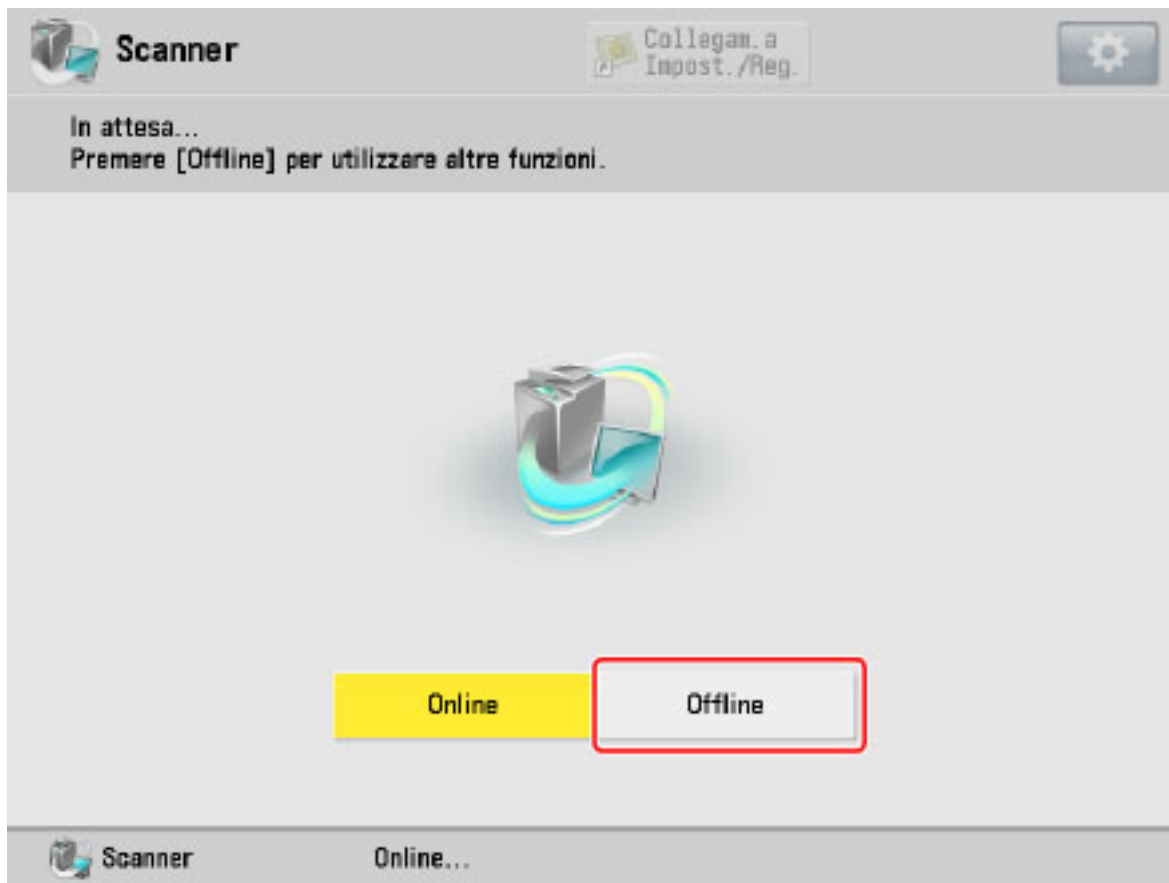 Scanner
Collegam.a
Impost./Reg.
In attesa...
Premere [Offline] per utilizzare altre funzioni.
Online
Offline
Scanner
Online...